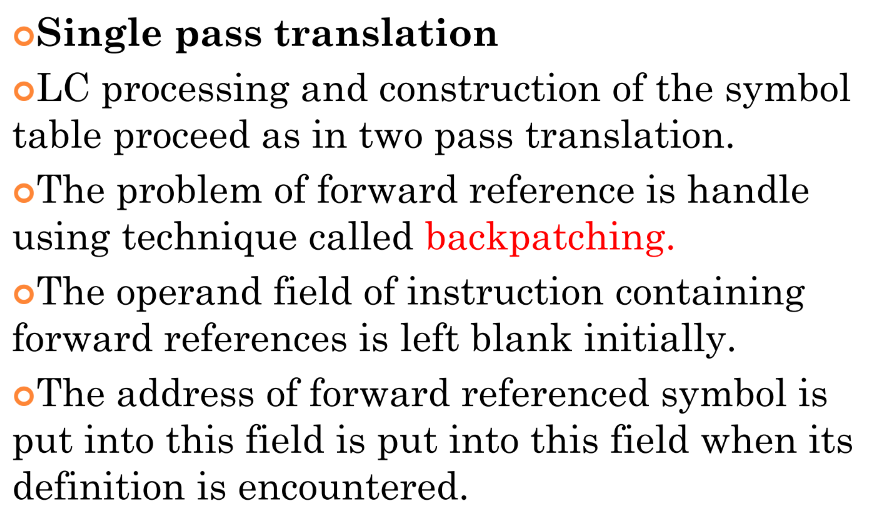 Single pass translation
LC processing and construction of the symbol
table proceed as in two pass translation.
The problem of forward reference is handle
using technique called backpatching.
The operand field of instruction containing
forward references is left blank initially.
The address of forward referenced symbol is
put into this field is put into this field when its
definition is encountered.